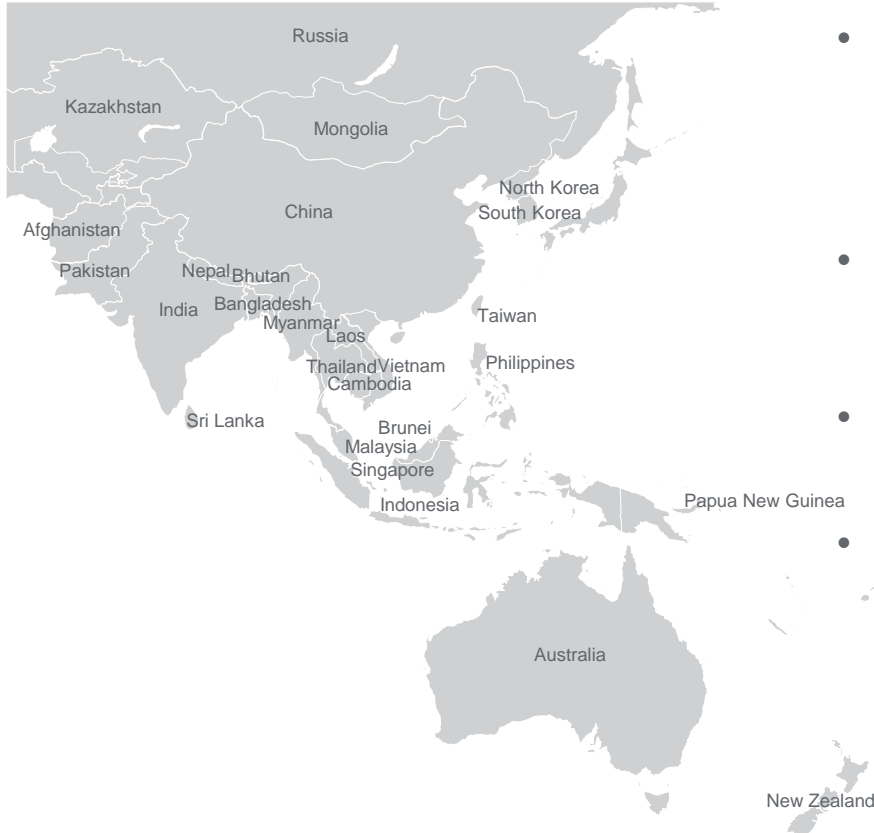 Russia
Kazakhstan
Mongolia
North Korea
China
South Korea
Afghanistan
Pakistan
Nepal
Bhutan
India
Bangladesh
Myanmar
Taiwan
Laos
Thailand
Vietnam
Philippines
Cambodia
Sri Lanka
Brunei
Malaysia
Singapore
Indonesia
Papua New Guinea
Australia
New Zealand